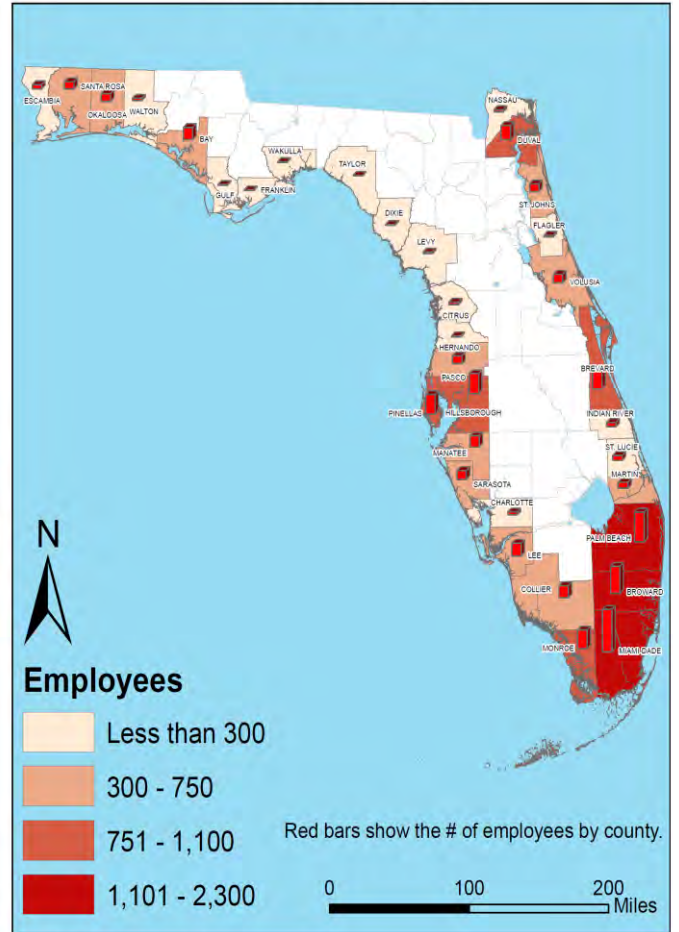 ESCAMBIA
SANTA ROSA
OKALOOSA
WALTON
BAY
GULF
FRANKLIN
WAKULLA
TAYLOR
DIXIE
LEVY
CITRUS
HERNANDO
PASCO
PINELLAS
HILLSBOROUGH
MANATEE
SARASOTA
CHARLOTTE
LEE
COLLIER
MONROE
NASSAU
DUVAL
ST. JOHNS
FLAGLER
VOLUSIA
BREVARD
INDIAN RIVER
ST. LUCIE
MARTIN
PALM BEACH
BROWARD
MIAMI DADE
N
Employees
Less than 300
300 - 750
751 - 1,100
1,101 - 2,300
Red bars show the # of employees by county.
0 100 200
Miles